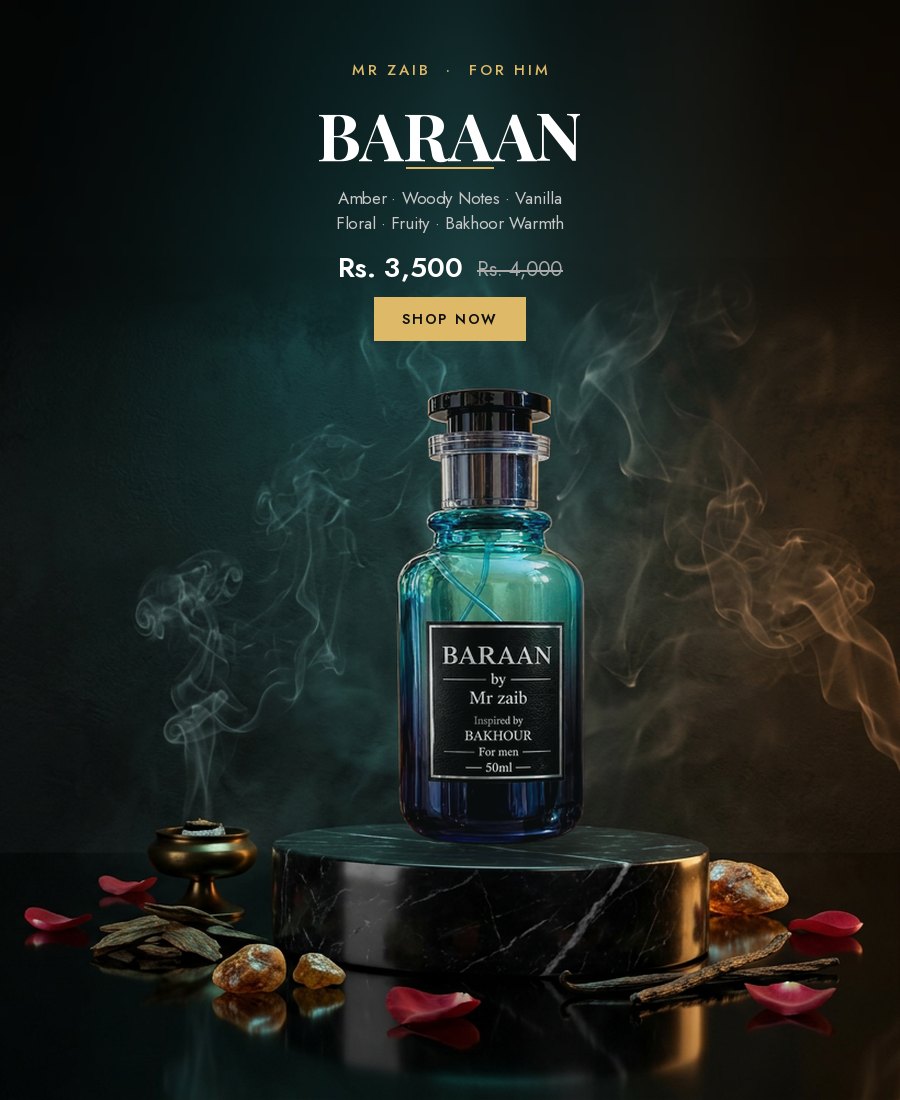 MR ZAIB · FOR HIM
BARAAN
Amber · Woody Notes · Vanilla
Floral · Fruity · Bakhoor Warmth
Rs. 3,500 Rs. 4,000
SHOP NOW
BARAAN
by
Mr zaib
Inspired by
BAKHOUR
For men
50ml